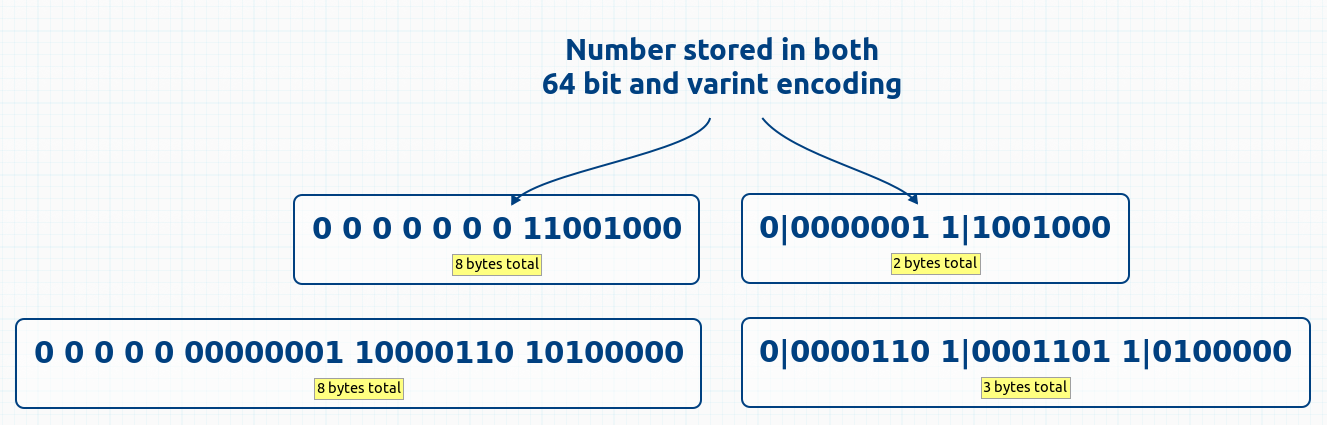 Number stored in both
64 bit and varint encoding
0 0 0 0 0 0 0 11001000
8 bytes total
0|0000001 1|1001000
2 bytes total
0 0 0 0 0 00000001 10000110 10100000
8 bytes total
0|0000110 1|0001101 1|0100000
3 bytes total